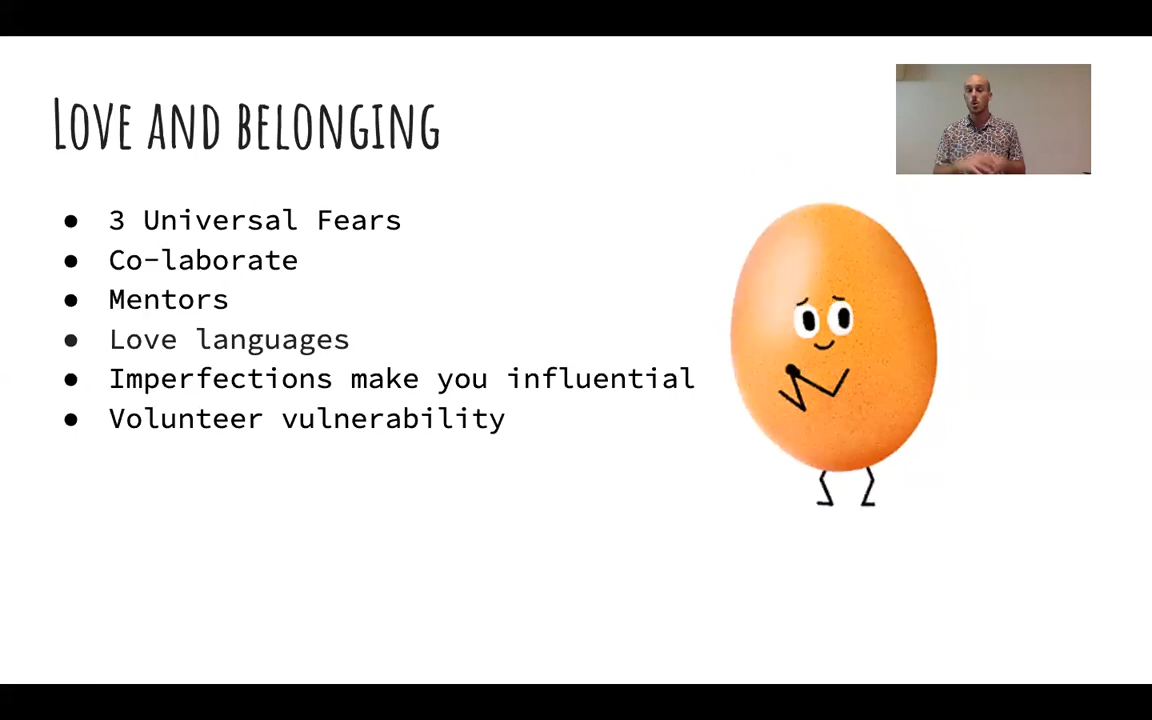 Love and belonging
● 3 Universal Fears
● Co-laborate
● Mentors
● Love languages
● Imperfections make you influential
● Volunteer vulnerability